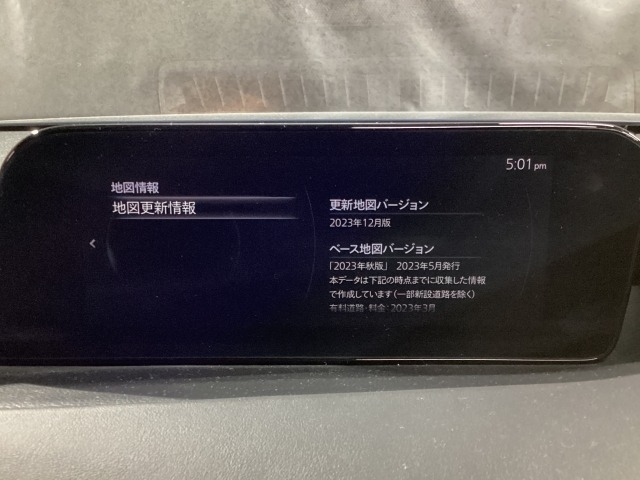 5:01pm
地図情報
地図更新情報
更新地図バージョン
2023年12月版
ベース地図バージョン
「2023年秋版」 2023年5月発行
本データは下記の時点までに収集した情報
で作成しています(一部新設道路を除く)
有料道路・料金：2023年3月